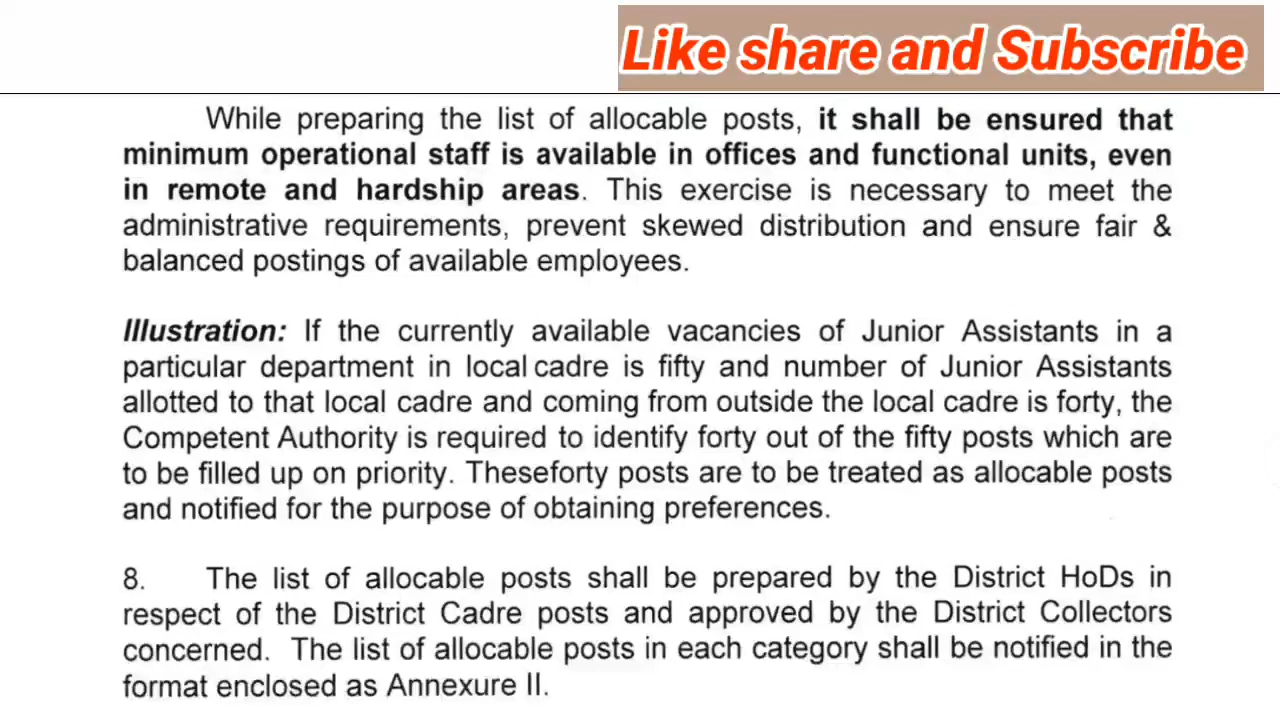 Like share and Subscribe
While preparing the list of allocable posts, it shall be ensured that
minimum operational staff is available in offices and functional units, even
in remote and hardship areas. This exercise is necessary to meet the
administrative requirements, prevent skewed distribution and ensure fair &
balanced postings of available employees.
Illustration: If the currently available vacancies of Junior Assistants in a
particular department in local cadre is fifty and number of Junior Assistants
allotted to that local cadre and coming from outside the local cadre is forty, the
Competent Authority is required to identify forty out of the fifty posts which are
to be filled up on priority. Theseforty posts are to be treated as allocable posts
and notified for the purpose of obtaining preferences.
8. The list of allocable posts shall be prepared by the District HoDs in
respect of the District Cadre posts and approved by the District Collectors
concerned. The list of allocable posts in each category shall be notified in the
format enclosed as Annexure II.